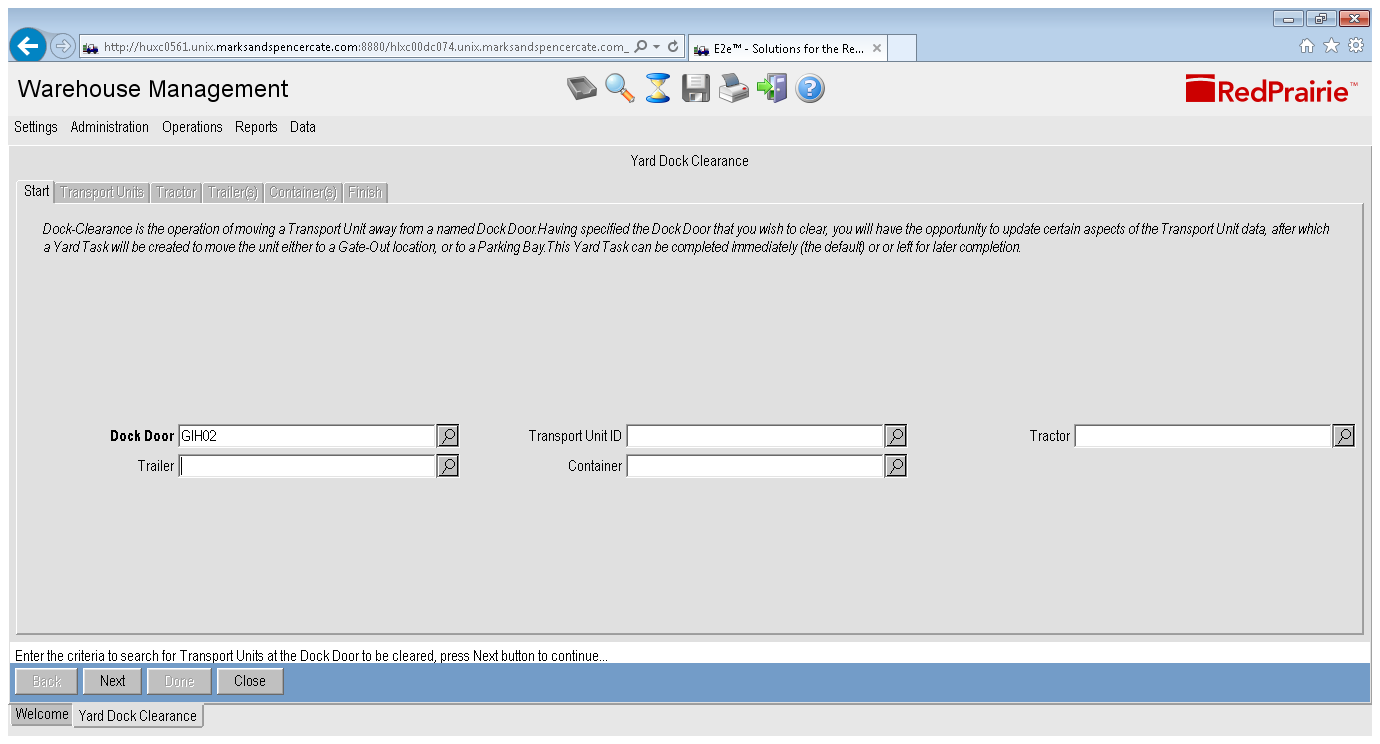 http://huxc0561.unix.marksandspencercate.com:8880/hlxc00dc074.unix.marksandspencercate.com_
E2e™ - Solutions for the Re...
Warehouse Management
RedPrairie™
Settings Administration Operations Reports Data
Yard Dock Clearance
Start Transport Units Tractor Trailer(s) Container(s) Finish
Dock-Clearance is the operation of moving a Transport Unit away from a named Dock Door.Having specified the Dock Door that you wish to clear, you will have the opportunity to update certain aspects of the Transport Unit data, after which
a Yard Task will be created to move the unit either to a Gate-Out location, or to a Parking Bay.This Yard Task can be completed immediately (the default) or or left for later completion.
Dock Door GIH02 Transport Unit ID Tractor
Trailer Container
Enter the criteria to search for Transport Units at the Dock Door to be cleared, press Next button to continue...
Back Next Done Close
Welcome Yard Dock Clearance